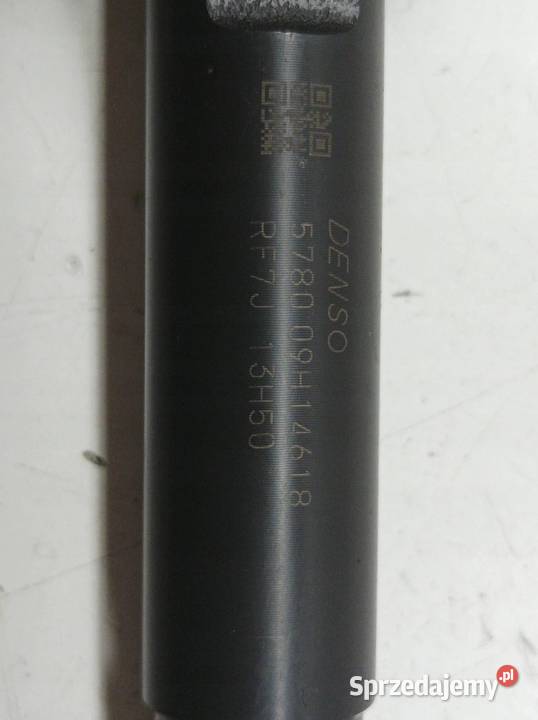 DENSO
5780 09H14618
RF7J 13H50
Sprzedajemy.pl